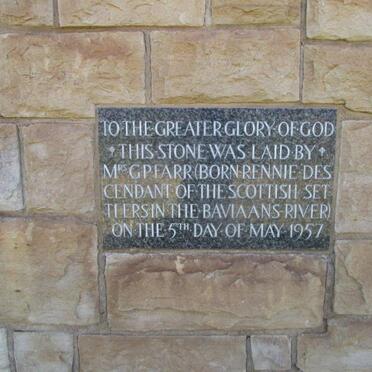 TO·THE·GREATER·GLORY·OF·GOD
THIS·STONE·WAS·LAID·BY
MRS·G·P·TARR·(BORN·RENNIE·DES
CENDANT·OF·THE·SCOTTISH·SET
TLERS·IN·THE·BAVIAANS·RIVER)
ON·THE·5TH·DAY·OF·MAY·1957